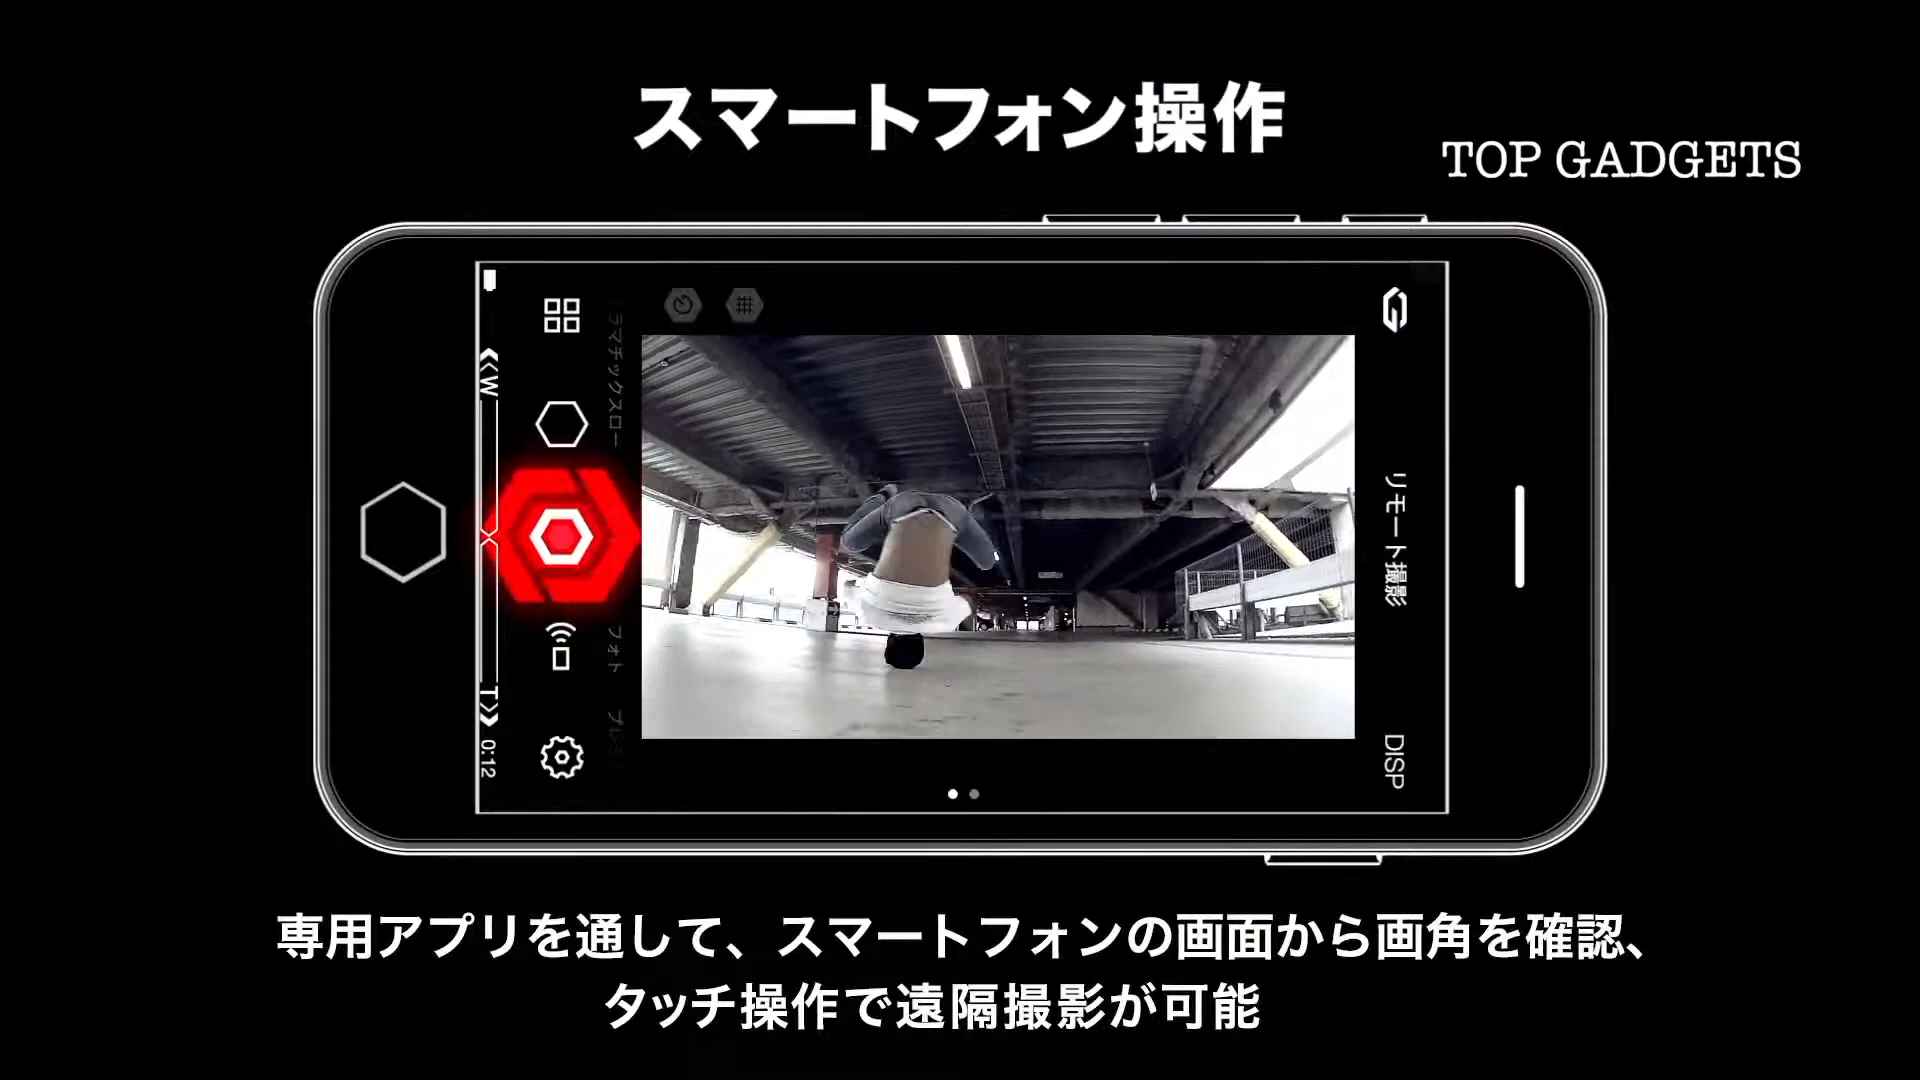 スマートフォン操作
TOP GADGETS
リモート撮影
DISP
ラマチックスロー
フォト
W
T
0:12
専用アプリを通して、スマートフォンの画面から画角を確認、
タッチ操作で遠隔撮影が可能